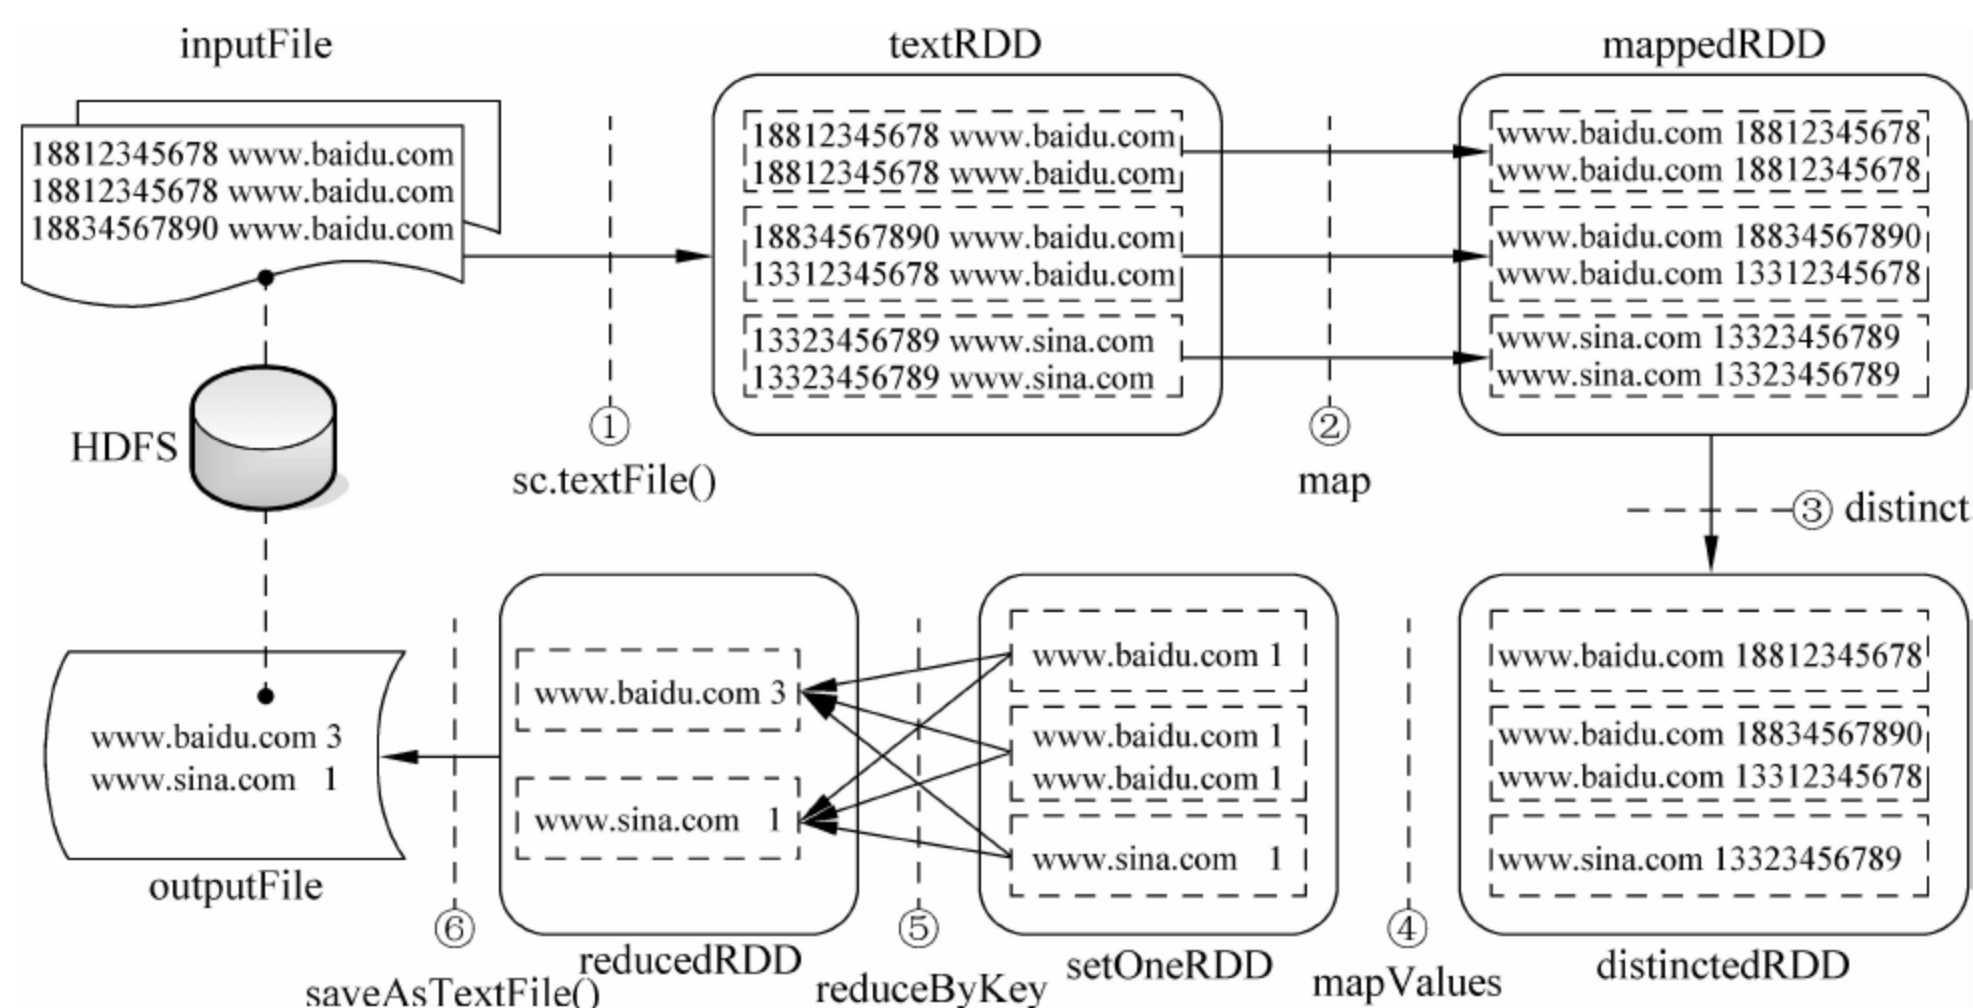 inputFile
18812345678 www.baidu.com
18812345678 www.baidu.com
18834567890 www.baidu.com
HDFS
①
sc.textFile()
textRDD
18812345678 www.baidu.com
18812345678 www.baidu.com
18834567890 www.baidu.com
13312345678 www.baidu.com
13323456789 www.sina.com
13323456789 www.sina.com
②
map
mappedRDD
www.baidu.com 18812345678
www.baidu.com 18812345678
www.baidu.com 18834567890
www.baidu.com 13312345678
www.sina.com 13323456789
www.sina.com 13323456789
③ distinct
www.baidu.com 18812345678
www.baidu.com 18834567890
www.baidu.com 13312345678
www.sina.com 13323456789
distinctedRDD
④
mapValues
www.baidu.com 1
www.baidu.com 1
www.baidu.com 1
www.sina.com 1
setOneRDD
⑤
reduceByKey
www.baidu.com 3
www.sina.com 1
reducedRDD
⑥
saveAsTextFile()
www.baidu.com 3
www.sina.com 1
outputFile